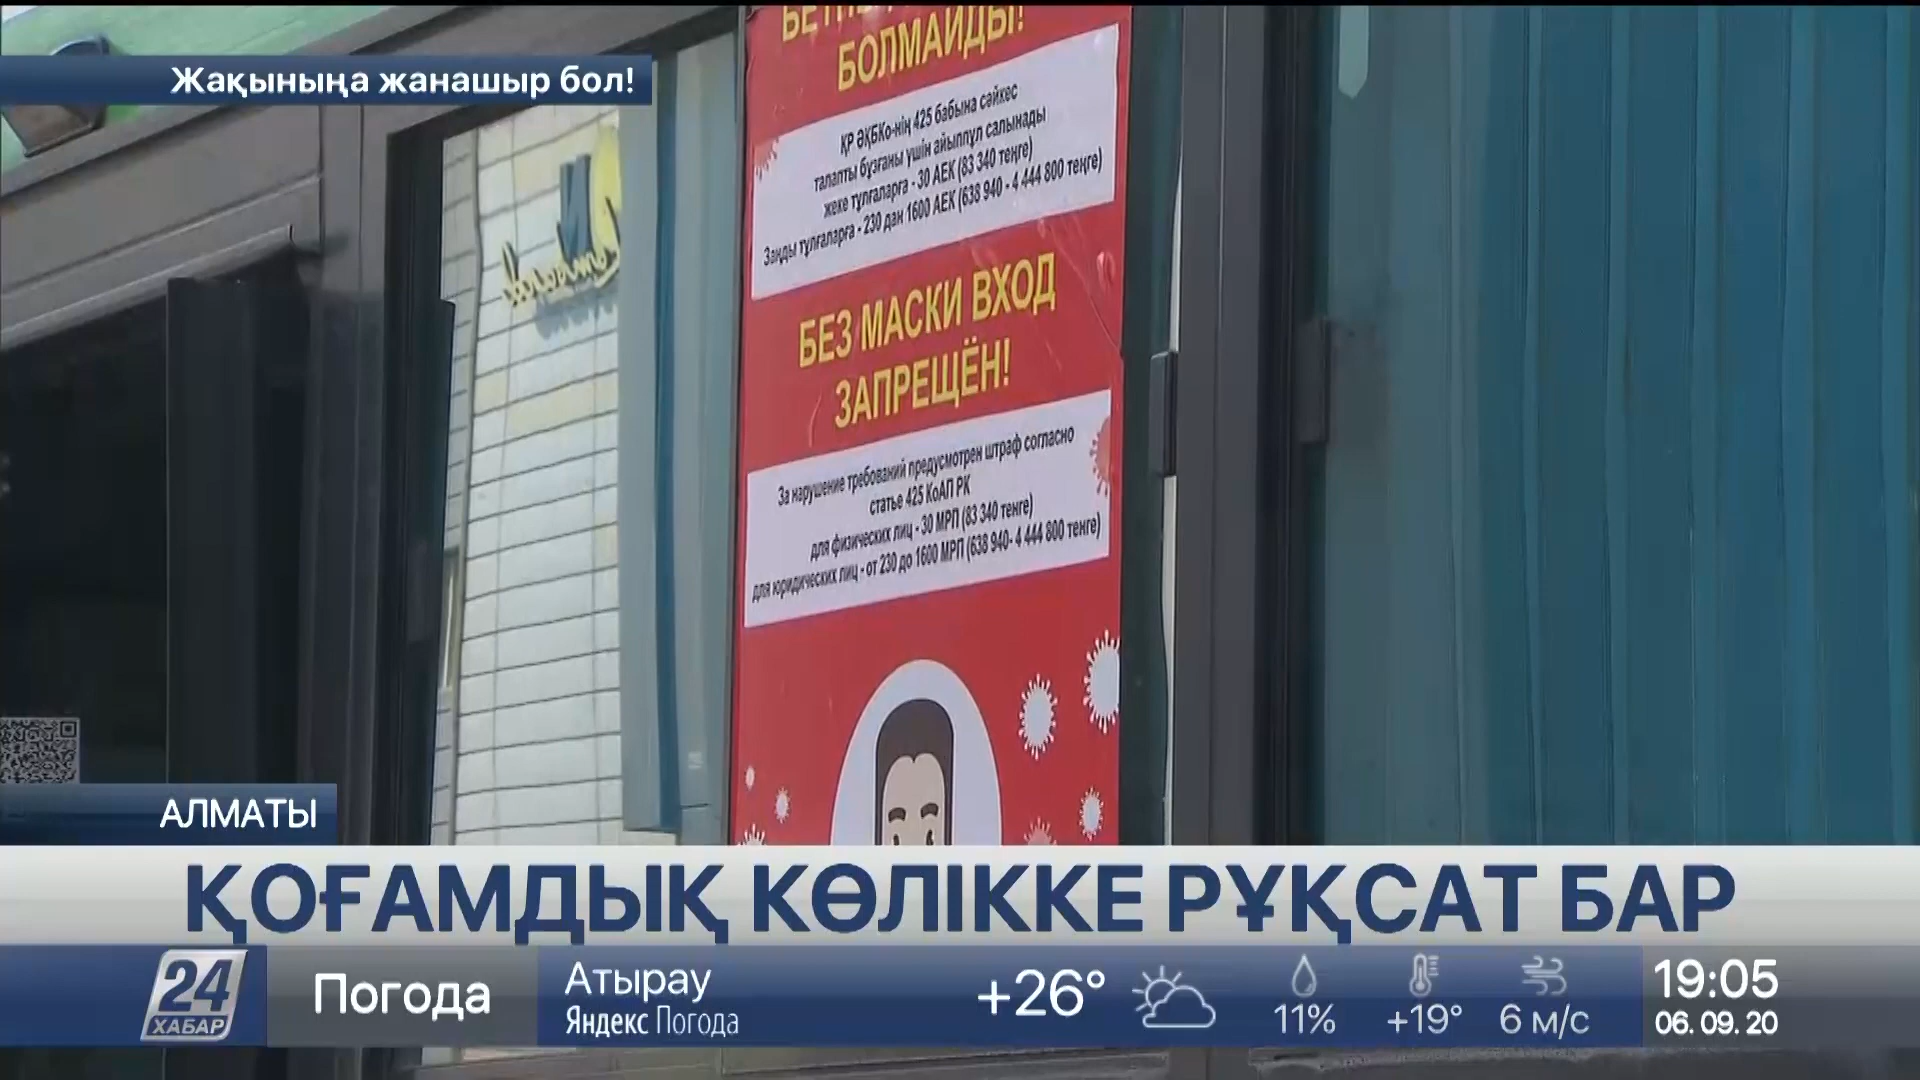 Жақыныңа жанашыр бол!
БОЛМАЙДЫ!
ҚР ӘҚБКо-нің 425 бабына сәйкес
талапты бұзғаны үшін айыппұл салынады
жеке тұлғаларға - 30 АЕК (83 340 теңге)
Заңды тұлғаларға - 230 дан 1600 АЕК (638 940 - 4 444 800 теңге)
БЕЗ МАСКИ ВХОД
ЗАПРЕЩЁН!
За нарушение требований предусмотрен штраф согласно
статье 425 КоАП РК
для физических лиц - 30 МРП (83 340 тенге)
для юридических лиц - от 230 до 1600 МРП (638 940- 4 444 800 тенге)
АЛМАТЫ
ҚОҒАМДЫҚ КӨЛІККЕ РҰҚСАТ БАР
24
ХАБАР
Погода
Атырау
Яндекс Погода
+26°
11%
+19°
6 м/с
19:05
06. 09. 20